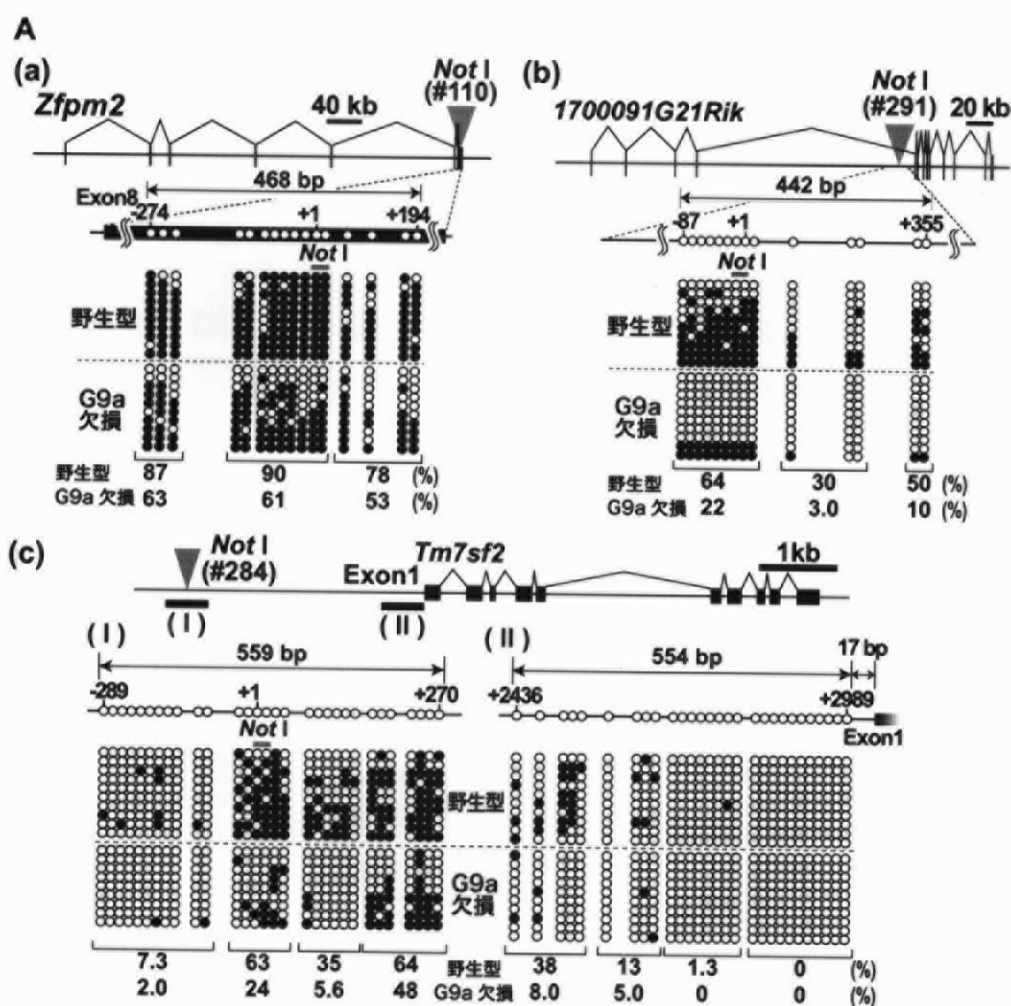 A
(a)
Zfpm2
Not I
(#110)
40 kb
468 bp
Exon8
-274
+1
+194
Not I
野生型
G9a
欠損
野生型 87 90 78 (%)
G9a 欠損 63 61 53 (%)
(b)
1700091G21Rik
Not I
(#291)
20 kb
442 bp
-87
+1
+355
Not I
野生型
G9a
欠損
野生型 64 30 50 (%)
G9a 欠損 22 3.0 10 (%)
(c)
Not I
(#284)
Tm7sf2
1kb
Exon1
(I)
(II)
(I)
559 bp
-289
+1
+270
Not I
(II)
554 bp
17 bp
+2436
+2989
Exon1
野生型
G9a
欠損
7.3 63 35 64 野生型 38 13 1.3 0 (%)
2.0 24 5.6 48 G9a 欠損 8.0 5.0 0 0 (%)